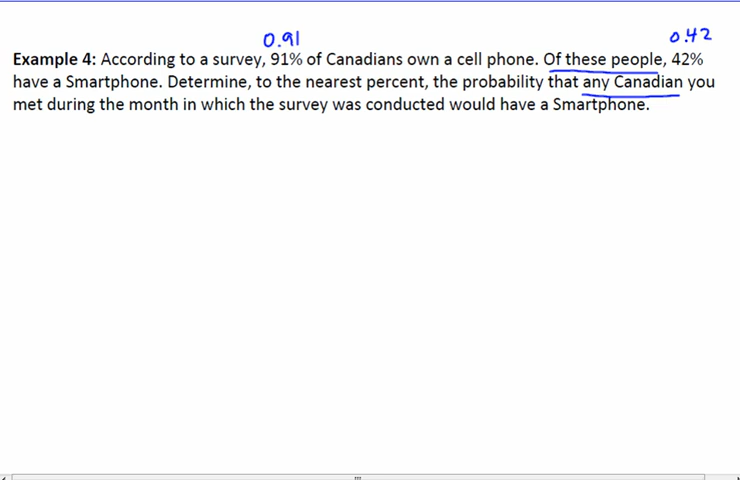 0.91 0.42
Example 4: According to a survey, 91% of Canadians own a cell phone. Of these people, 42%
have a Smartphone. Determine, to the nearest percent, the probability that any Canadian you
met during the month in which the survey was conducted would have a Smartphone.